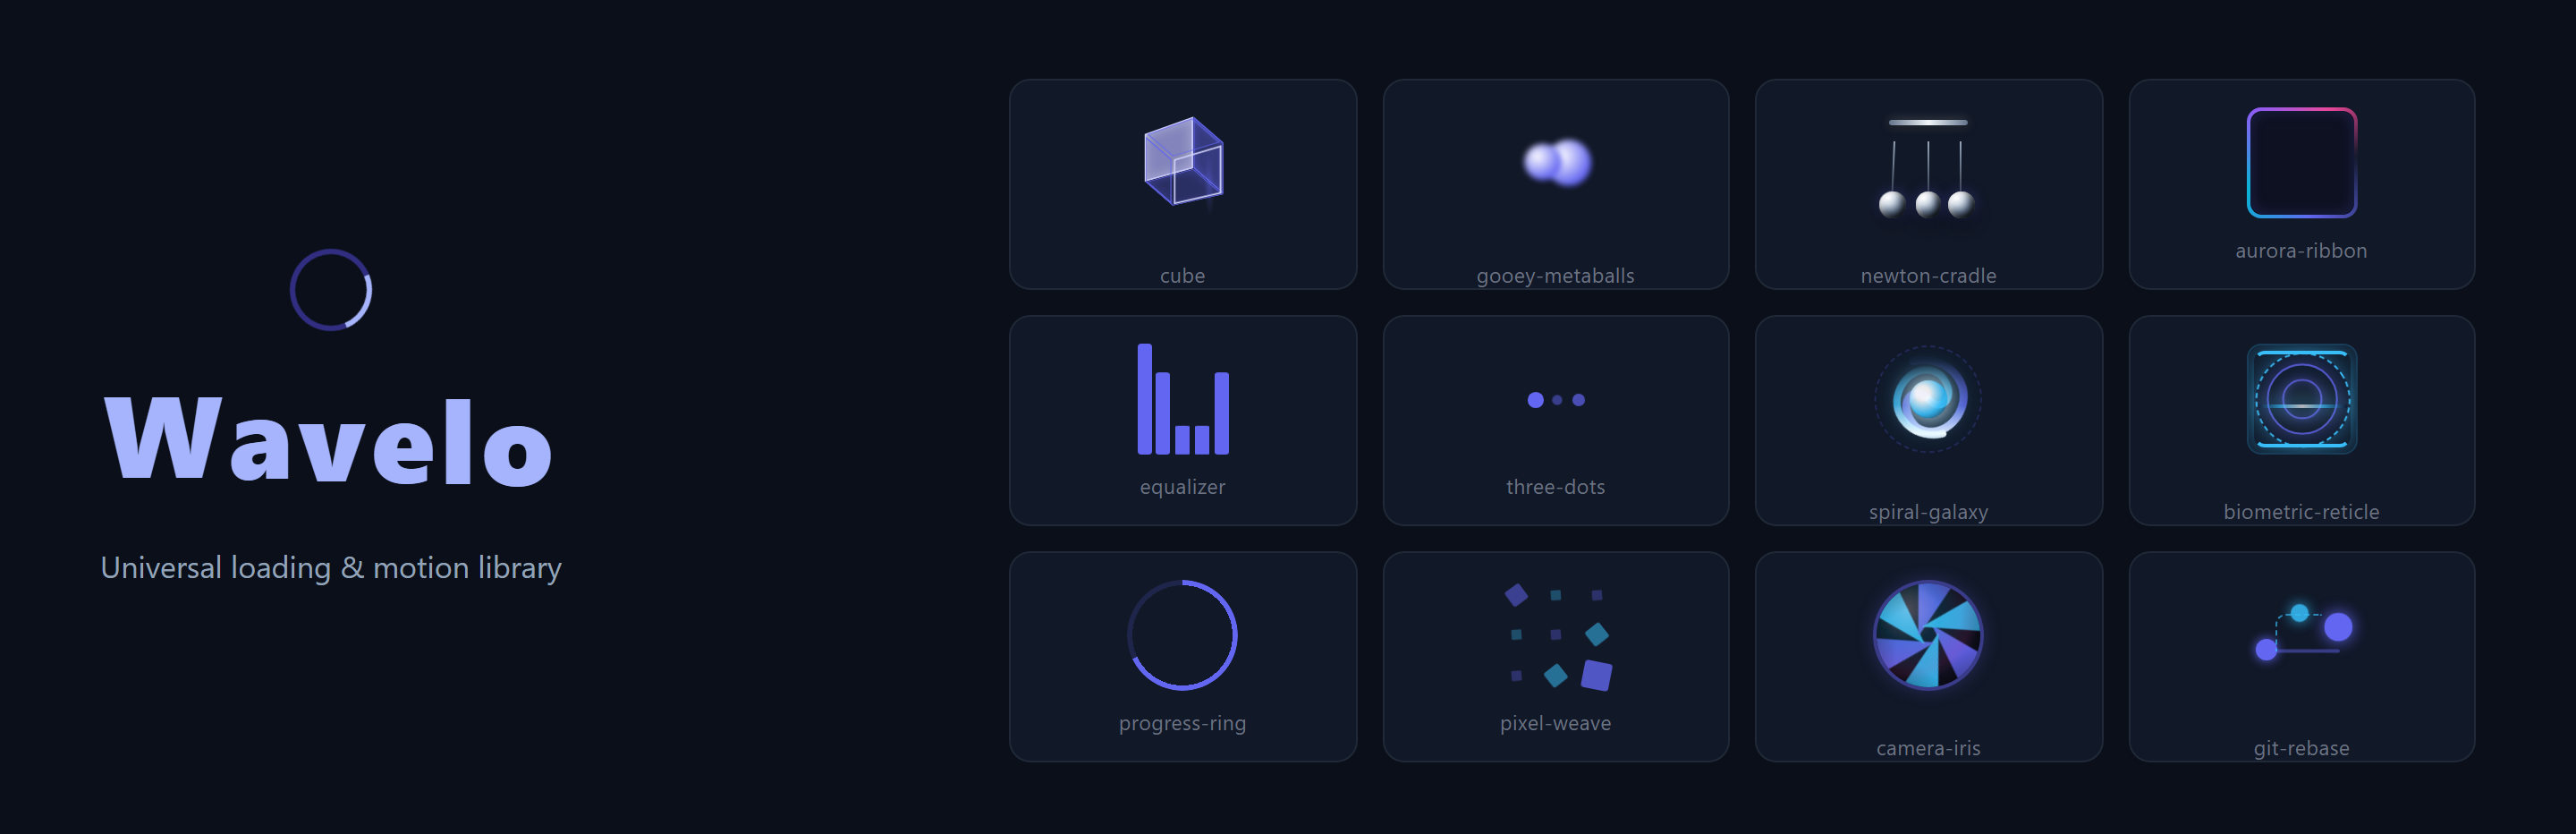 Wavelo
Universal loading & motion library
cube
gooey-metaballs
newton-cradle
aurora-ribbon
equalizer
three-dots
spiral-galaxy
biometric-reticle
progress-ring
pixel-weave
camera-iris
git-rebase